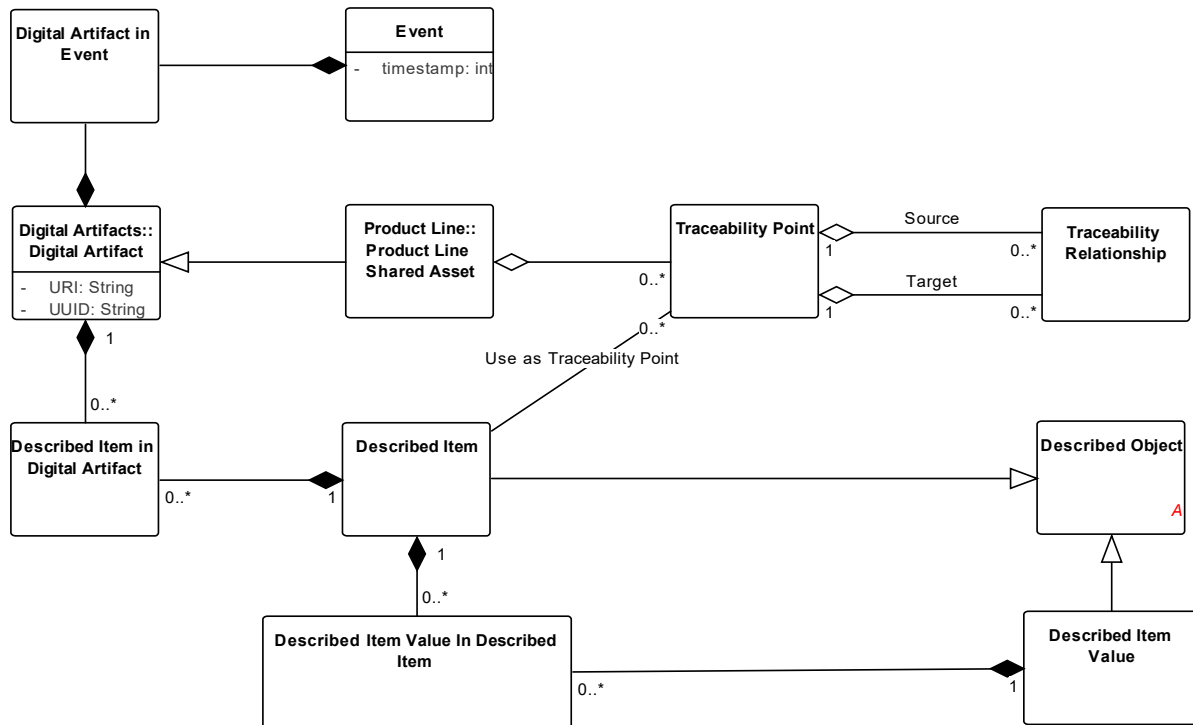 Digital Artifact in
Event
Event
- timestamp: int
Digital Artifacts::
Digital Artifact
- URI: String
- UUID: String
Product Line::
Product Line
Shared Asset
0..*
Traceability Point
Source
1
0..*
Target
1
0..*
Traceability
Relationship
0..*
Use as Traceability Point
1
0..*
Described Item in
Digital Artifact
0..*
1
Described Item
Described Object
A
1
0..*
Described Item Value In Described
Item
0..*
1
Described Item
Value